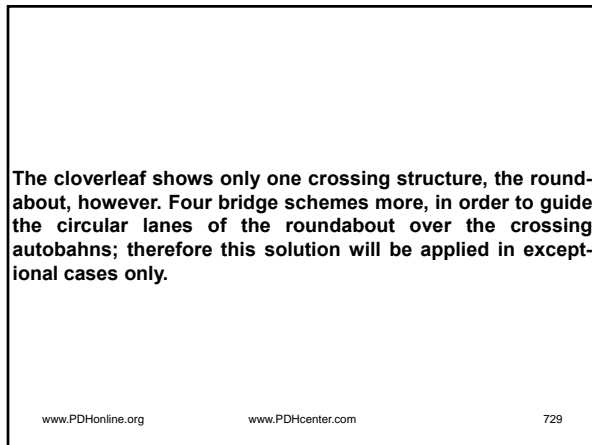 The cloverleaf shows only one crossing structure, the round-
about, however. Four bridge schemes more, in order to guide
the circular lanes of the roundabout over the crossing
autobahns; therefore this solution will be applied in except-
ional cases only.
www.PDHonline.org www.PDHcenter.com 729